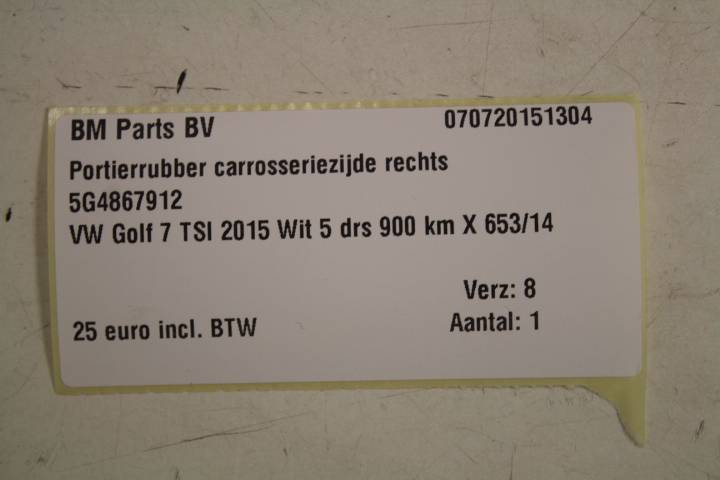 BM Parts BV 070720151304
Portierrubber carrosseriezijde rechts
5G4867912
VW Golf 7 TSI 2015 Wit 5 drs 900 km X 653/14
Verz: 8
25 euro incl. BTW Aantal: 1